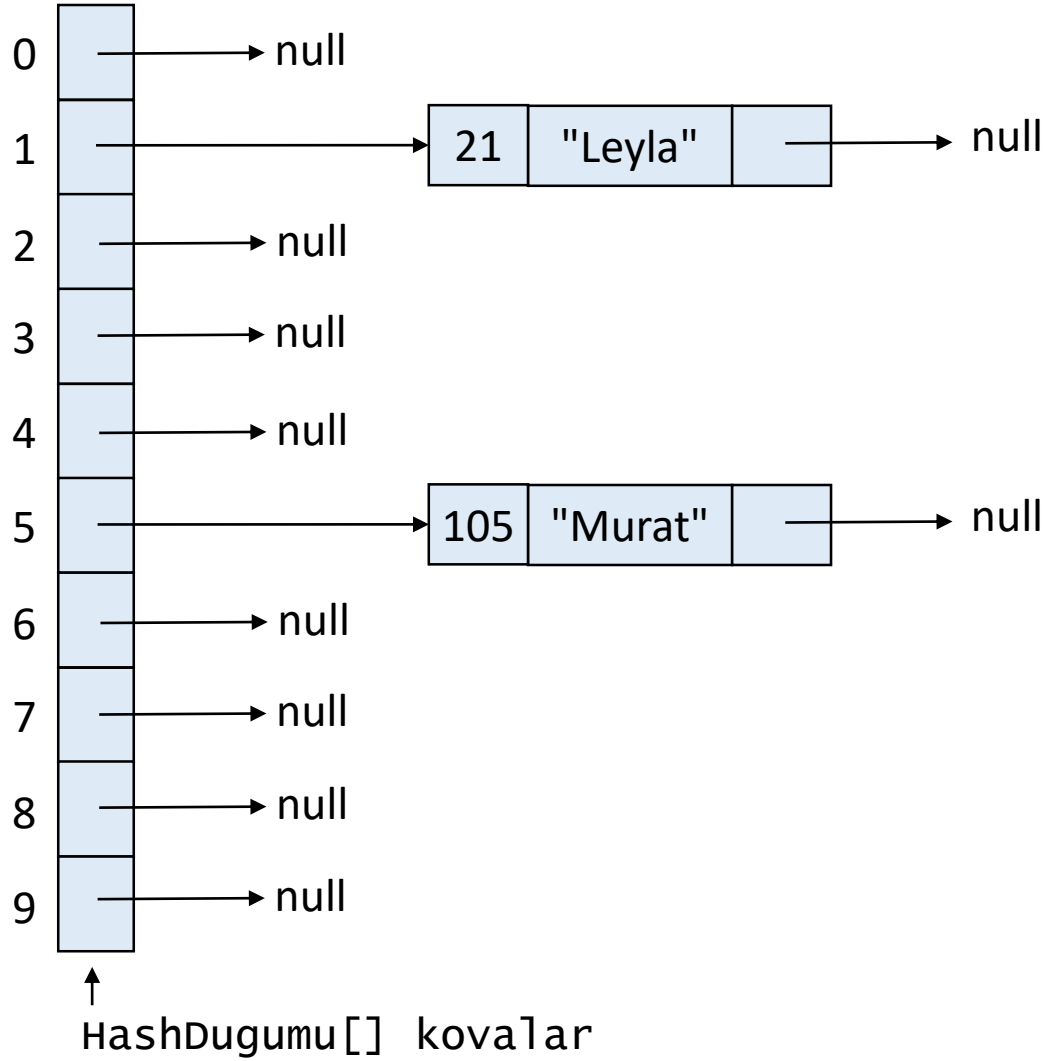 0 null
1 21 "Leyla" null
2 null
3 null
4 null
5 105 "Murat" null
6 null
7 null
8 null
9 null
HashDugumu[] kovalar